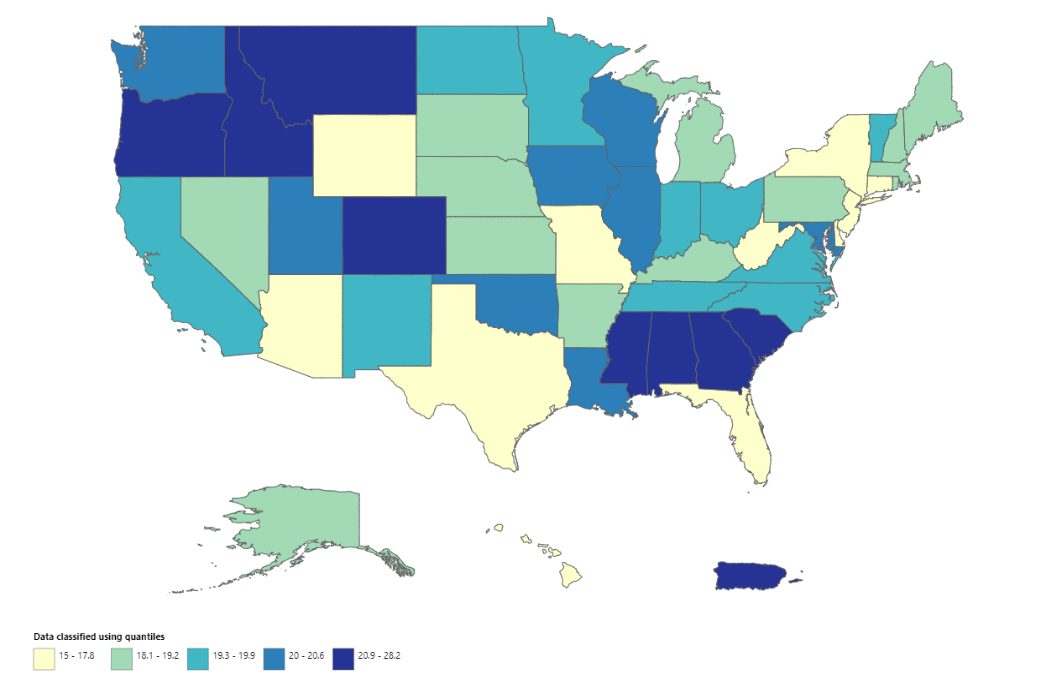 Data classified using quantiles
15 - 17.8 18.1 - 19.2 19.3 - 19.9 20 - 20.6 20.9 - 28.2